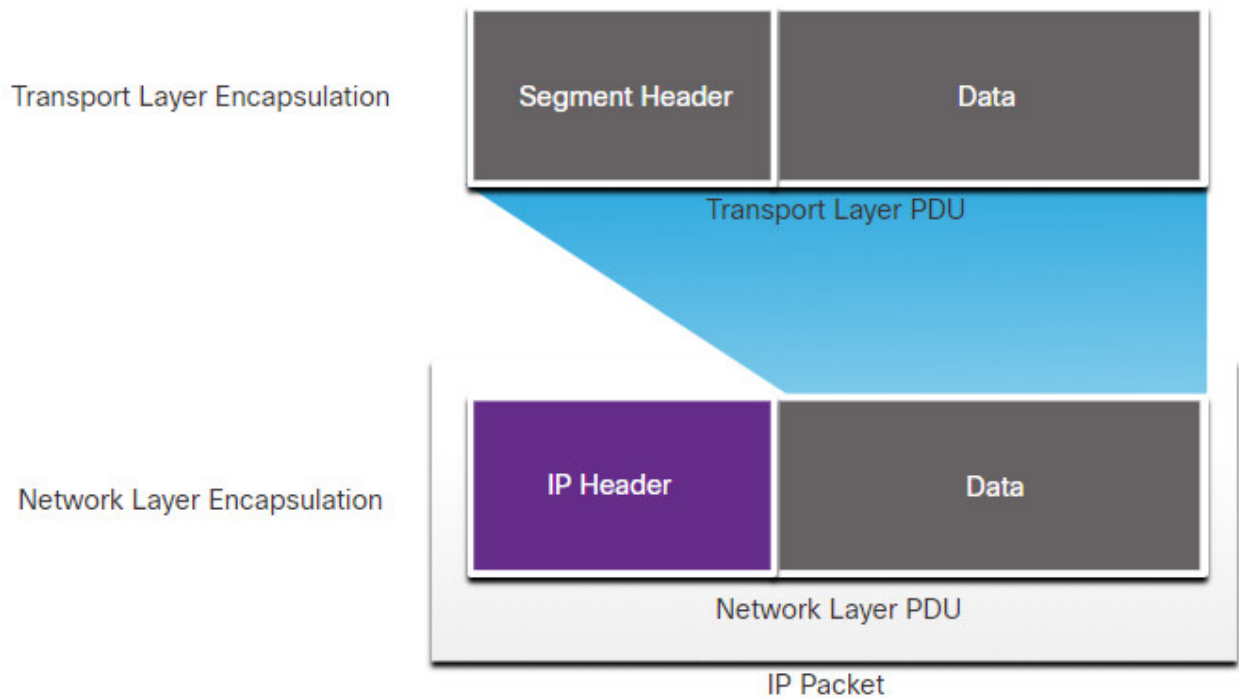 Transport Layer Encapsulation
Segment Header
Data
Transport Layer PDU
Network Layer Encapsulation
IP Header
Data
Network Layer PDU
IP Packet